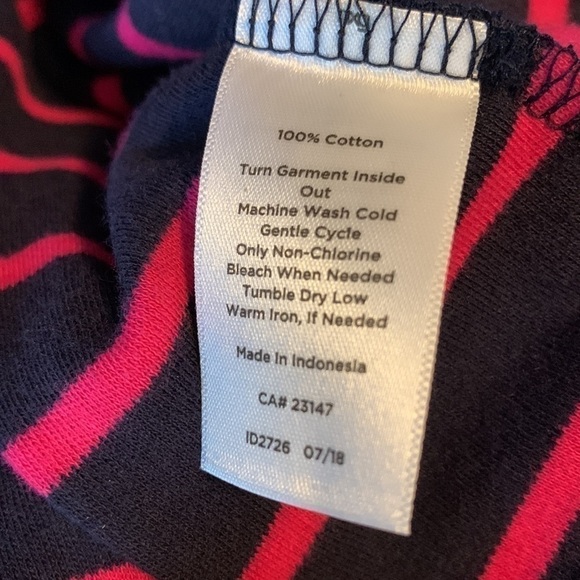 100% Cotton
Turn Garment Inside
Out
Machine Wash Cold
Gentle Cycle
Only Non-Chlorine
Bleach When Needed
Tumble Dry Low
Warm Iron, If Needed
Made In Indonesia
CA# 23147
ID2726 07/18